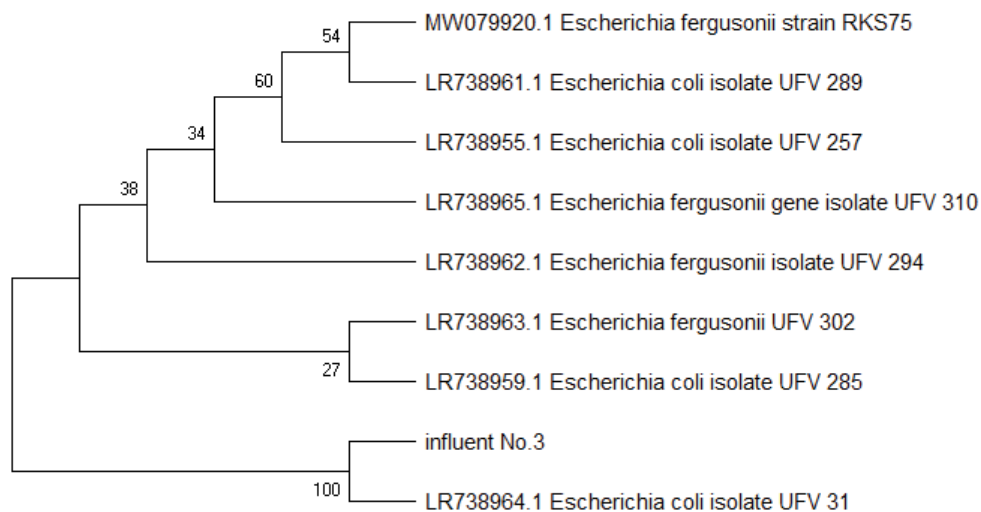 MW079920.1 Escherichia fergusonii strain RKS75
54
LR738961.1 Escherichia coli isolate UFV 289
60
LR738955.1 Escherichia coli isolate UFV 257
34
LR738965.1 Escherichia fergusonii gene isolate UFV 310
38
LR738962.1 Escherichia fergusonii isolate UFV 294
LR738963.1 Escherichia fergusonii UFV 302
27
LR738959.1 Escherichia coli isolate UFV 285
influent No.3
100
LR738964.1 Escherichia coli isolate UFV 31